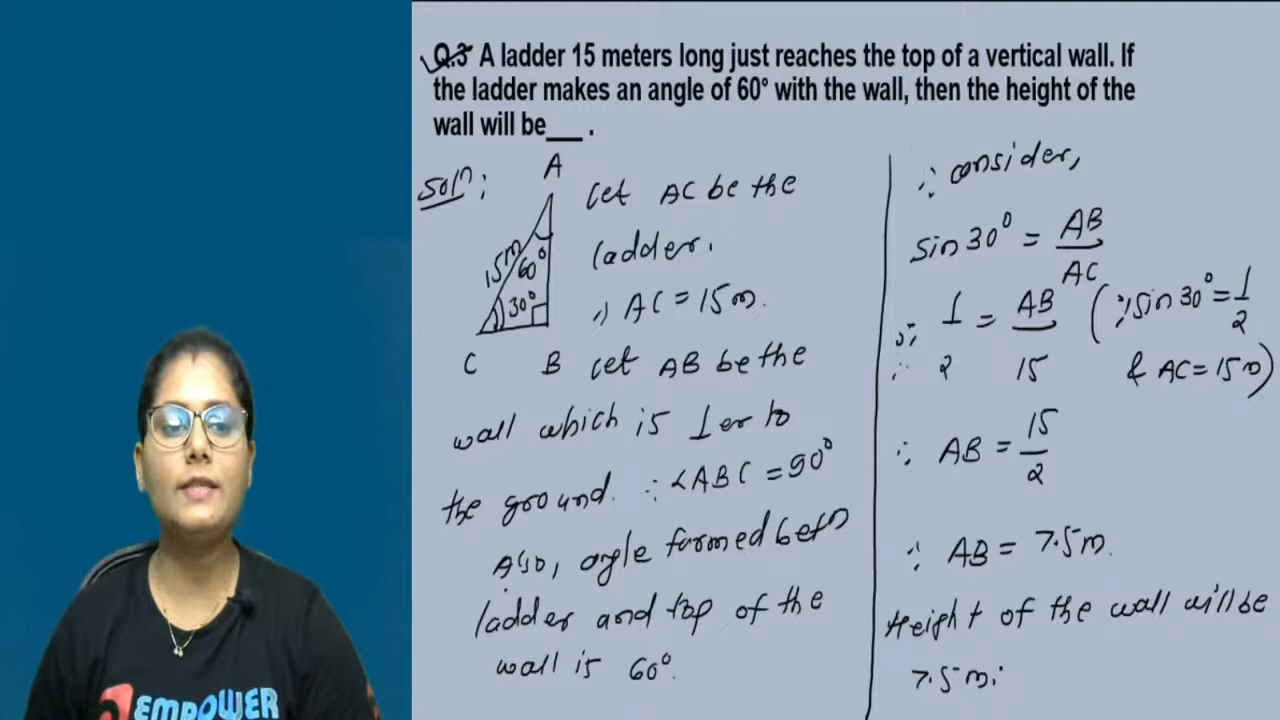 Q.3 A ladder 15 meters long just reaches the top of a vertical wall. If
the ladder makes an angle of 60° with the wall, then the height of the
wall will be___ .
Soln:
A
15m
60°
30°
C B
Let AC be the
ladder.
∴ AC = 15m.
Let AB be the
wall which is ⊥er to
the ground. ∴ ∠ABC = 90°
Also, angle formed betn
ladder and top of the
wall is 60°.
∴ consider,
sin 30° = AB/AC
∴ 1/2 = AB/15 (∵ sin 30° = 1/2
& AC = 15m)
∴ AB = 15/2
∴ AB = 7.5m.
Height of the wall will be
7.5m.
EMPOWER